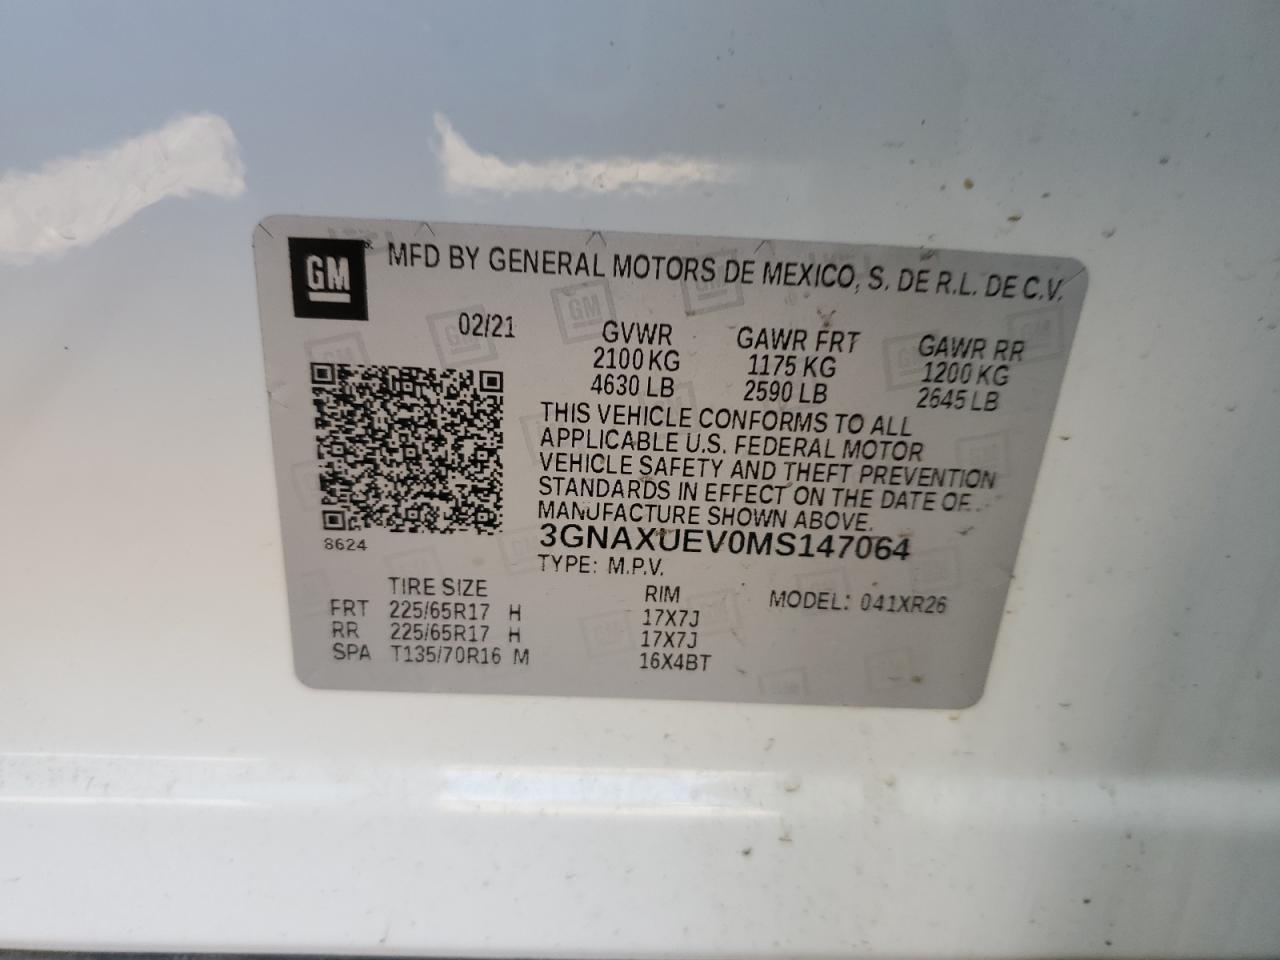 GM
MFD BY GENERAL MOTORS DE MEXICO, S. DE R.L. DE C.V.
02/21 GVWR GAWR FRT GAWR RR
2100 KG 1175 KG 1200 KG
4630 LB 2590 LB 2645 LB
THIS VEHICLE CONFORMS TO ALL
APPLICABLE U.S. FEDERAL MOTOR
VEHICLE SAFETY AND THEFT PREVENTION
STANDARDS IN EFFECT ON THE DATE OF
MANUFACTURE SHOWN ABOVE.
8624
3GNAXUEV0MS147064
TYPE: M.P.V.
TIRE SIZE RIM MODEL: 041XR26
FRT 225/65R17 H 17X7J
RR 225/65R17 H 17X7J
SPA T135/70R16 M 16X4BT